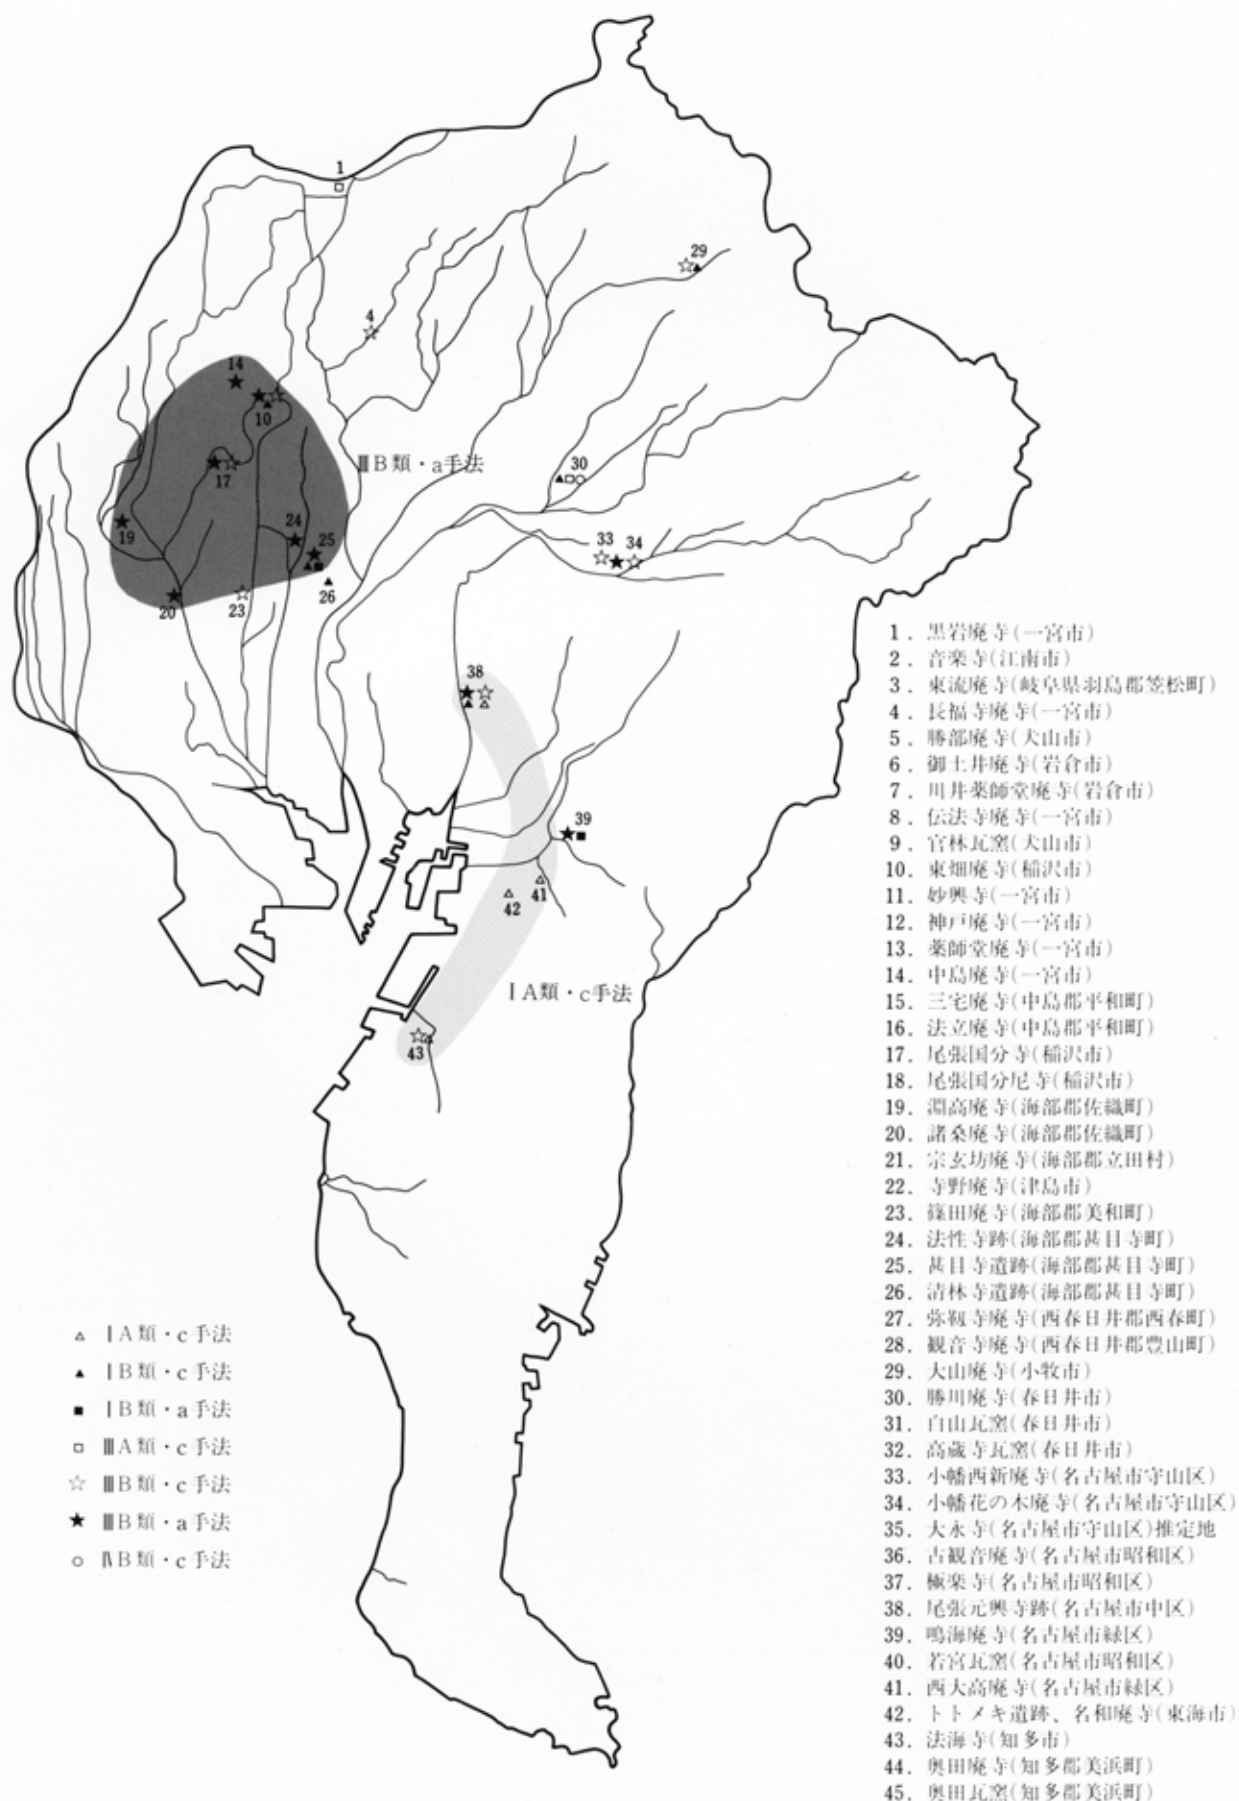 1
29
4
14
10
ⅢB類・a手法
30
17
19
24
25
33
34
26
20
23
38
39
41
42
ⅠA類・c手法
43
1．黒岩廃寺(一宮市)
2．音楽寺(江南市)
3．東流廃寺(岐阜県羽島郡笠松町)
4．長福寺廃寺(一宮市)
5．勝部廃寺(犬山市)
6．御土井廃寺(岩倉市)
7．川井薬師堂廃寺(岩倉市)
8．伝法寺廃寺(一宮市)
9．官林瓦窯(犬山市)
10．東畑廃寺(稲沢市)
11．妙興寺(一宮市)
12．神戸廃寺(一宮市)
13．薬師堂廃寺(一宮市)
14．中島廃寺(一宮市)
15．三宅廃寺(中島郡平和町)
16．法立廃寺(中島郡平和町)
17．尾張国分寺(稲沢市)
18．尾張国分尼寺(稲沢市)
19．淵高廃寺(海部郡佐織町)
20．諸桑廃寺(海部郡佐織町)
21．宗玄坊廃寺(海部郡立田村)
22．寺野廃寺(津島市)
23．篠田廃寺(海部郡美和町)
24．法性寺跡(海部郡甚目寺町)
25．甚目寺遺跡(海部郡甚目寺町)
26．清林寺遺跡(海部郡甚目寺町)
27．弥勒寺廃寺(西春日井郡西春町)
28．観音寺廃寺(西春日井郡豊山町)
29．大山廃寺(小牧市)
30．勝川廃寺(春日井市)
31．白山瓦窯(春日井市)
32．高蔵寺瓦窯(春日井市)
33．小幡西新廃寺(名古屋市守山区)
34．小幡花の木廃寺(名古屋市守山区)
35．大永寺(名古屋市守山区)推定地
36．古観音廃寺(名古屋市昭和区)
37．極楽寺(名古屋市昭和区)
38．尾張元興寺跡(名古屋市中区)
39．鳴海廃寺(名古屋市緑区)
40．若宮瓦窯(名古屋市昭和区)
41．西大高廃寺(名古屋市緑区)
42．トトメキ遺跡、名和廃寺(東海市)
43．法海寺(知多市)
44．奥田廃寺(知多郡美浜町)
45．奥田瓦窯(知多郡美浜町)
△ ⅠA類・c手法
▲ ⅠB類・c手法
■ ⅠB類・a手法
□ ⅢA類・c手法
☆ ⅢB類・c手法
★ ⅢB類・a手法
○ ⅣB類・c手法